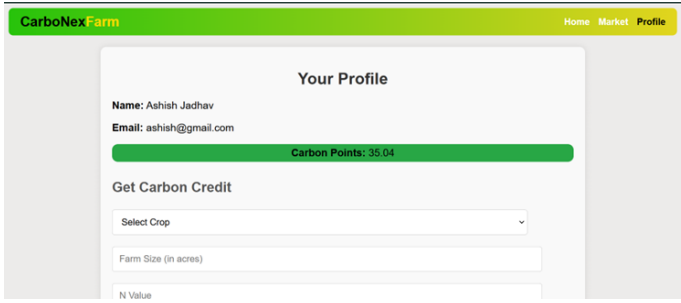 CarboNexFarm
Home Market Profile
Your Profile
Name: Ashish Jadhav
Email: ashish@gmail.com
Carbon Points: 35.04
Get Carbon Credit
Select Crop
Farm Size (in acres)
N Value